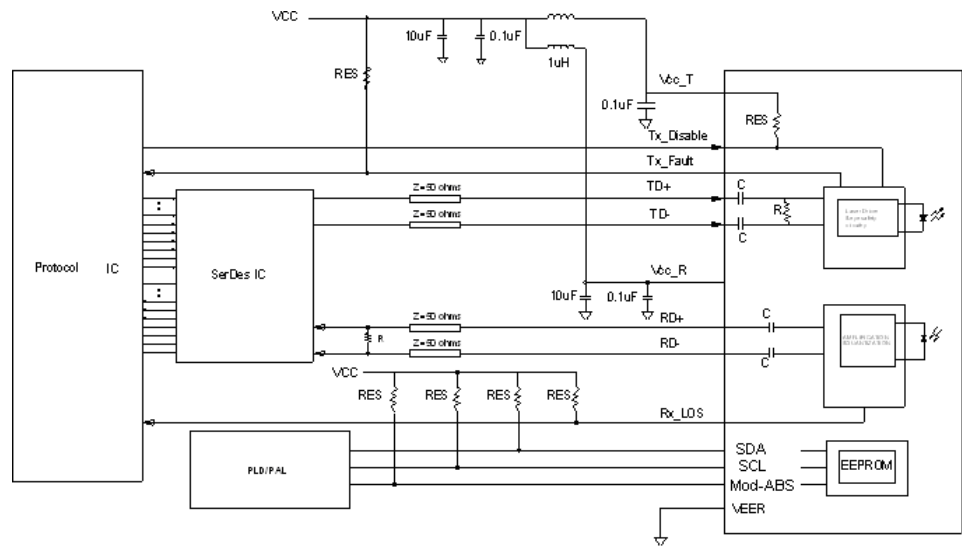 VCC
10uF
0.1uF
1uH
RES
Vcc_T
0.1uF
RES
Tx_Disable
Tx_Fault
Z=50 ohms
TD+
C
R
Z=50 ohms
TD-
C
Protocol IC
SerDes IC
Vcc_R
10uF
0.1uF
Z=50 ohms
RD+
C
R
Z=50 ohms
RD-
C
VCC
RES
RES
RES
RES
Rx_LOS
PLD/PAL
SDA
SCL
Mod-ABS
EEPROM
VEER